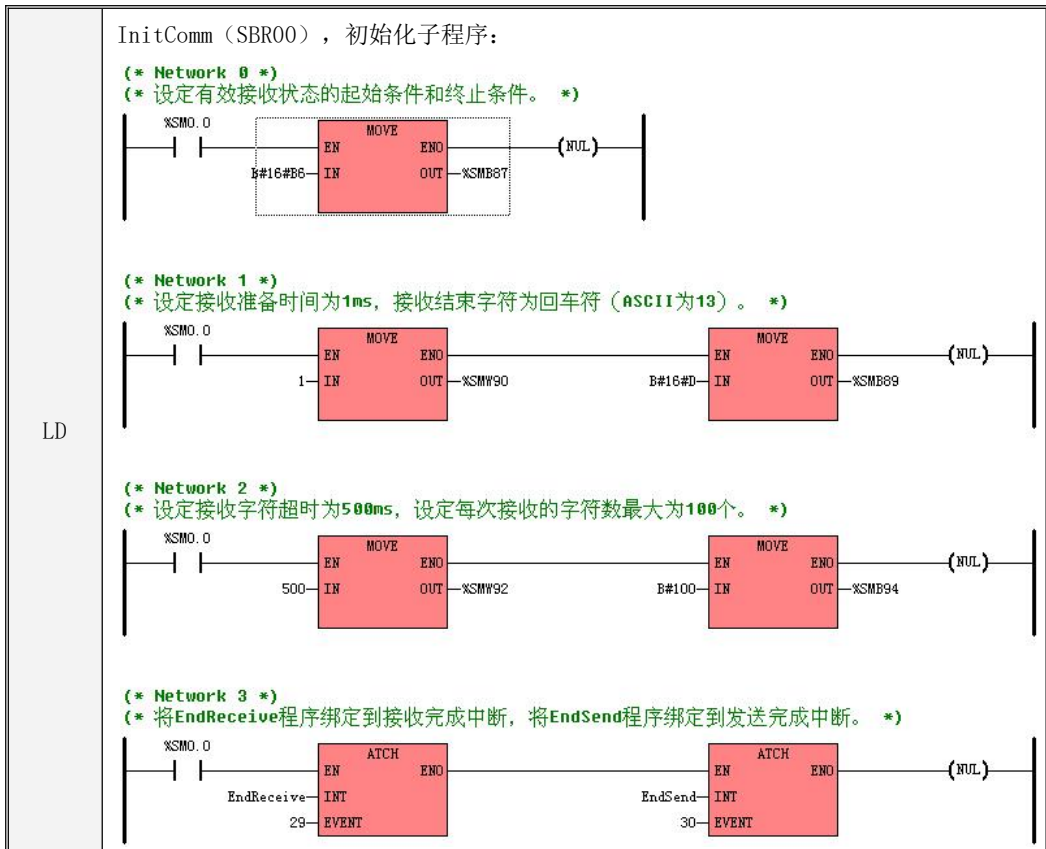 InitComm（SBR00），初始化子程序：
(* Network 0 *)
(* 设定有效接收状态的起始条件和终止条件。 *)
%SM0.0
MOVE
EN ENO (NUL)
B#16#B6 IN OUT %SMB87
(* Network 1 *)
(* 设定接收准备时间为1ms，接收结束字符为回车符（ASCII为13）。 *)
%SM0.0
MOVE MOVE
EN ENO EN ENO (NUL)
1 IN OUT %SMW90 B#16#D IN OUT %SMB89
LD
(* Network 2 *)
(* 设定接收字符超时为500ms，设定每次接收的字符数最大为100个。 *)
%SM0.0
MOVE MOVE
EN ENO EN ENO (NUL)
500 IN OUT %SMW92 B#100 IN OUT %SMB94
(* Network 3 *)
(* 将EndReceive程序绑定到接收完成中断，将EndSend程序绑定到发送完成中断。 *)
%SM0.0
ATCH ATCH
EN ENO EN ENO (NUL)
EndReceive INT EndSend INT
29 EVENT 30 EVENT